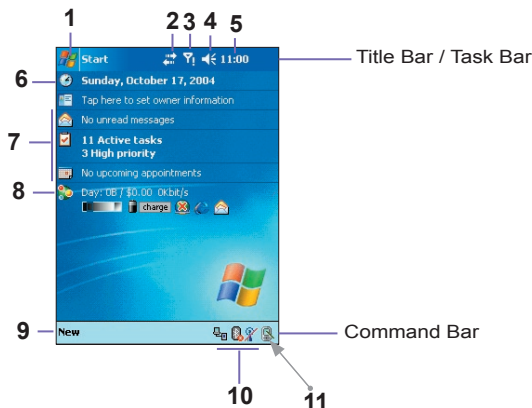 1 2 3 4 5
Start 11:00 Title Bar / Task Bar
6 Sunday, October 17, 2004
Tap here to set owner information
No unread messages
7 11 Active tasks
3 High priority
No upcoming appointments
8 Day: 0B / $0.00 0Kbit/s
charge
9 New Command Bar
10 11